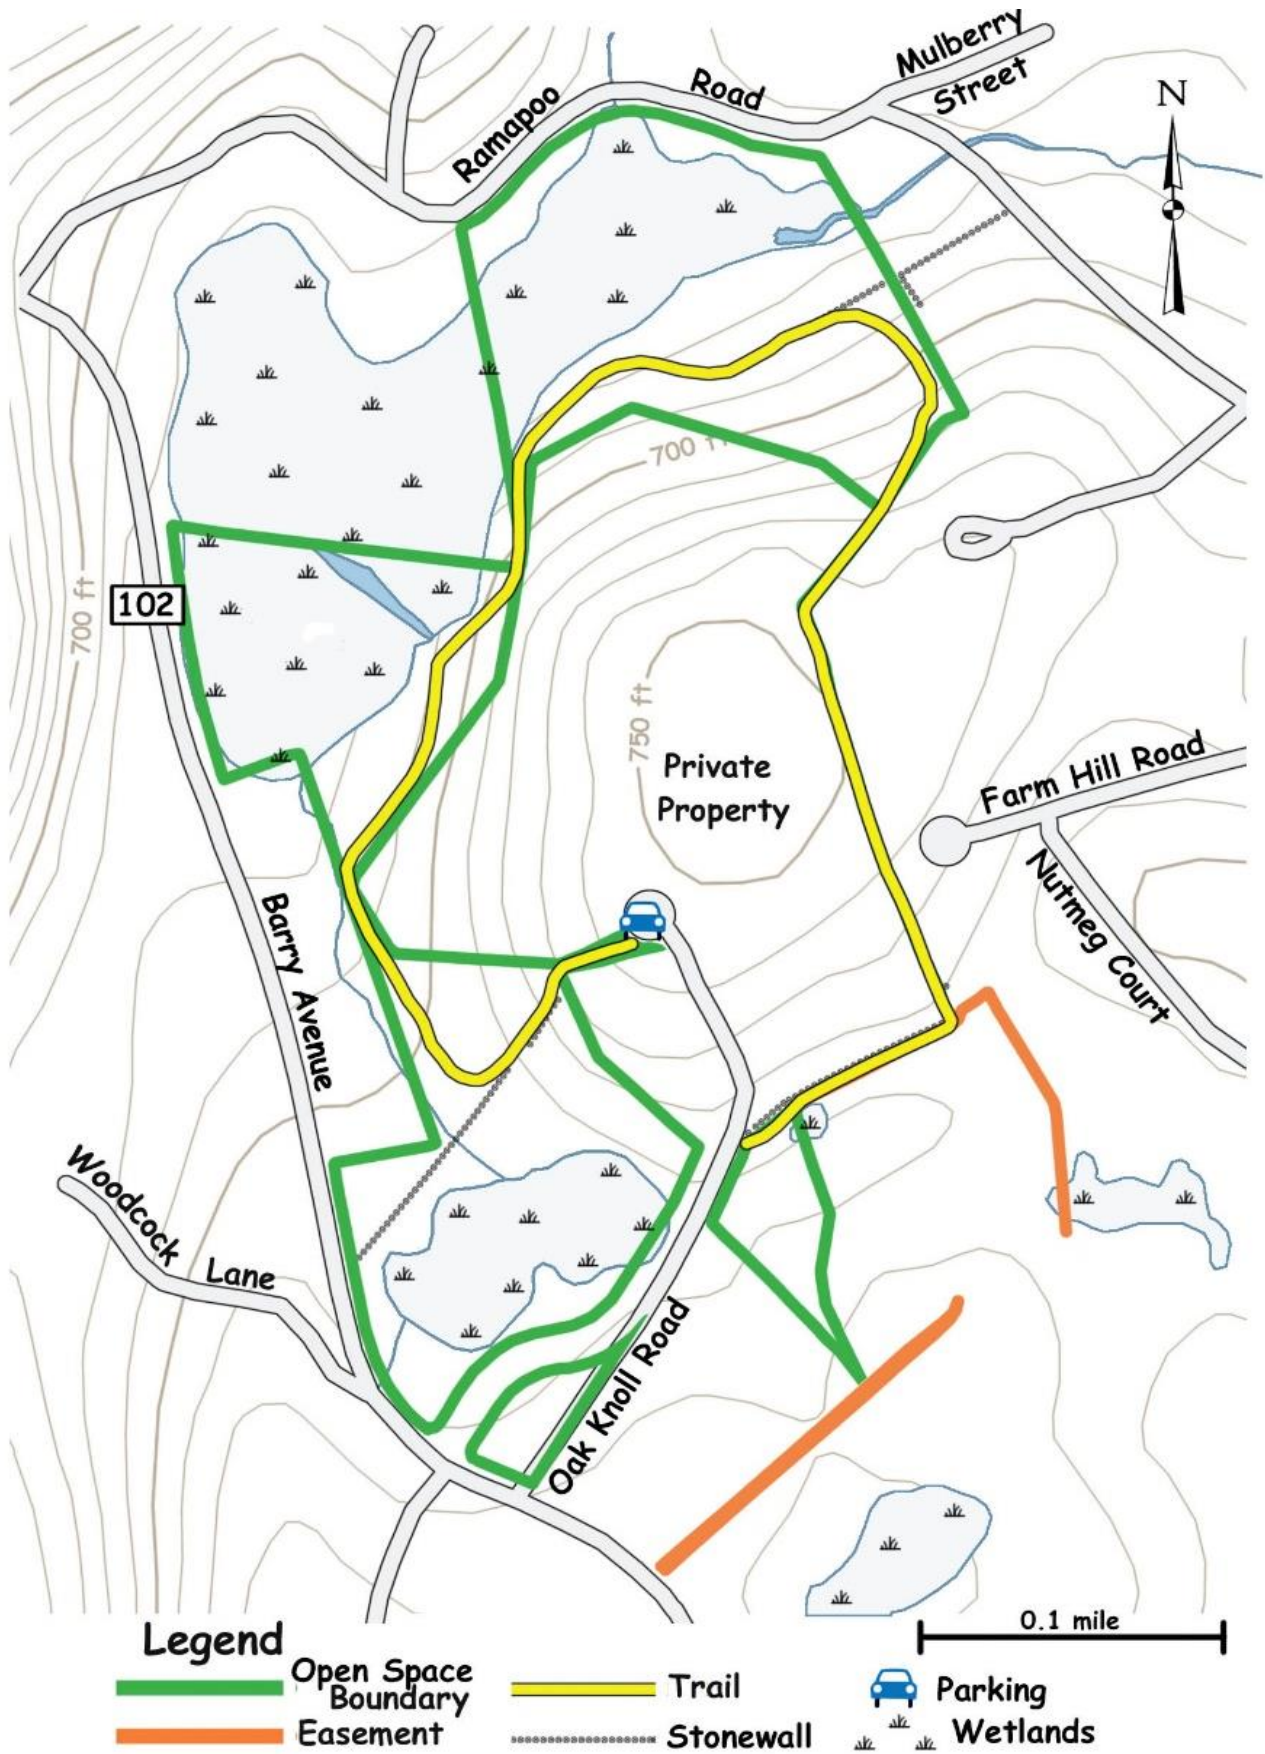 Mulberry
Street
Ramapoo
Road
N
700 ft
102
700 ft
750 ft
Private
Property
Farm Hill Road
Nutmeg Court
Barry Avenue
Woodcock
Lane
Oak Knoll Road
0.1 mile
Legend
Open Space
Boundary
Trail
Parking
Easement
Stonewall
Wetlands